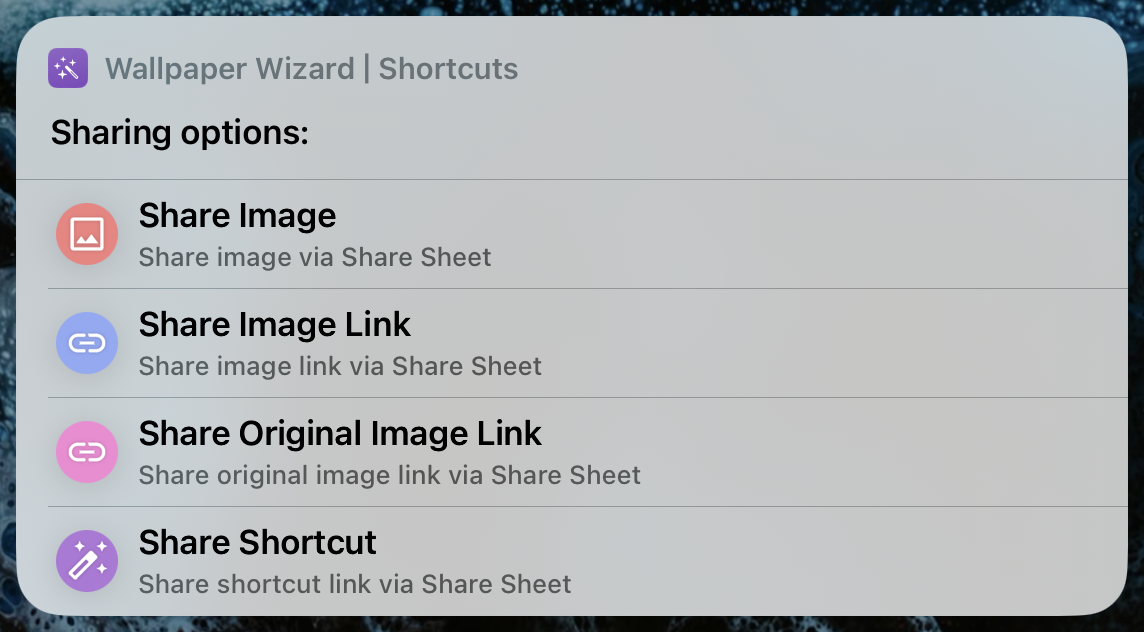 Wallpaper Wizard | Shortcuts
Sharing options:
Share Image
Share image via Share Sheet
Share Image Link
Share image link via Share Sheet
Share Original Image Link
Share original image link via Share Sheet
Share Shortcut
Share shortcut link via Share Sheet